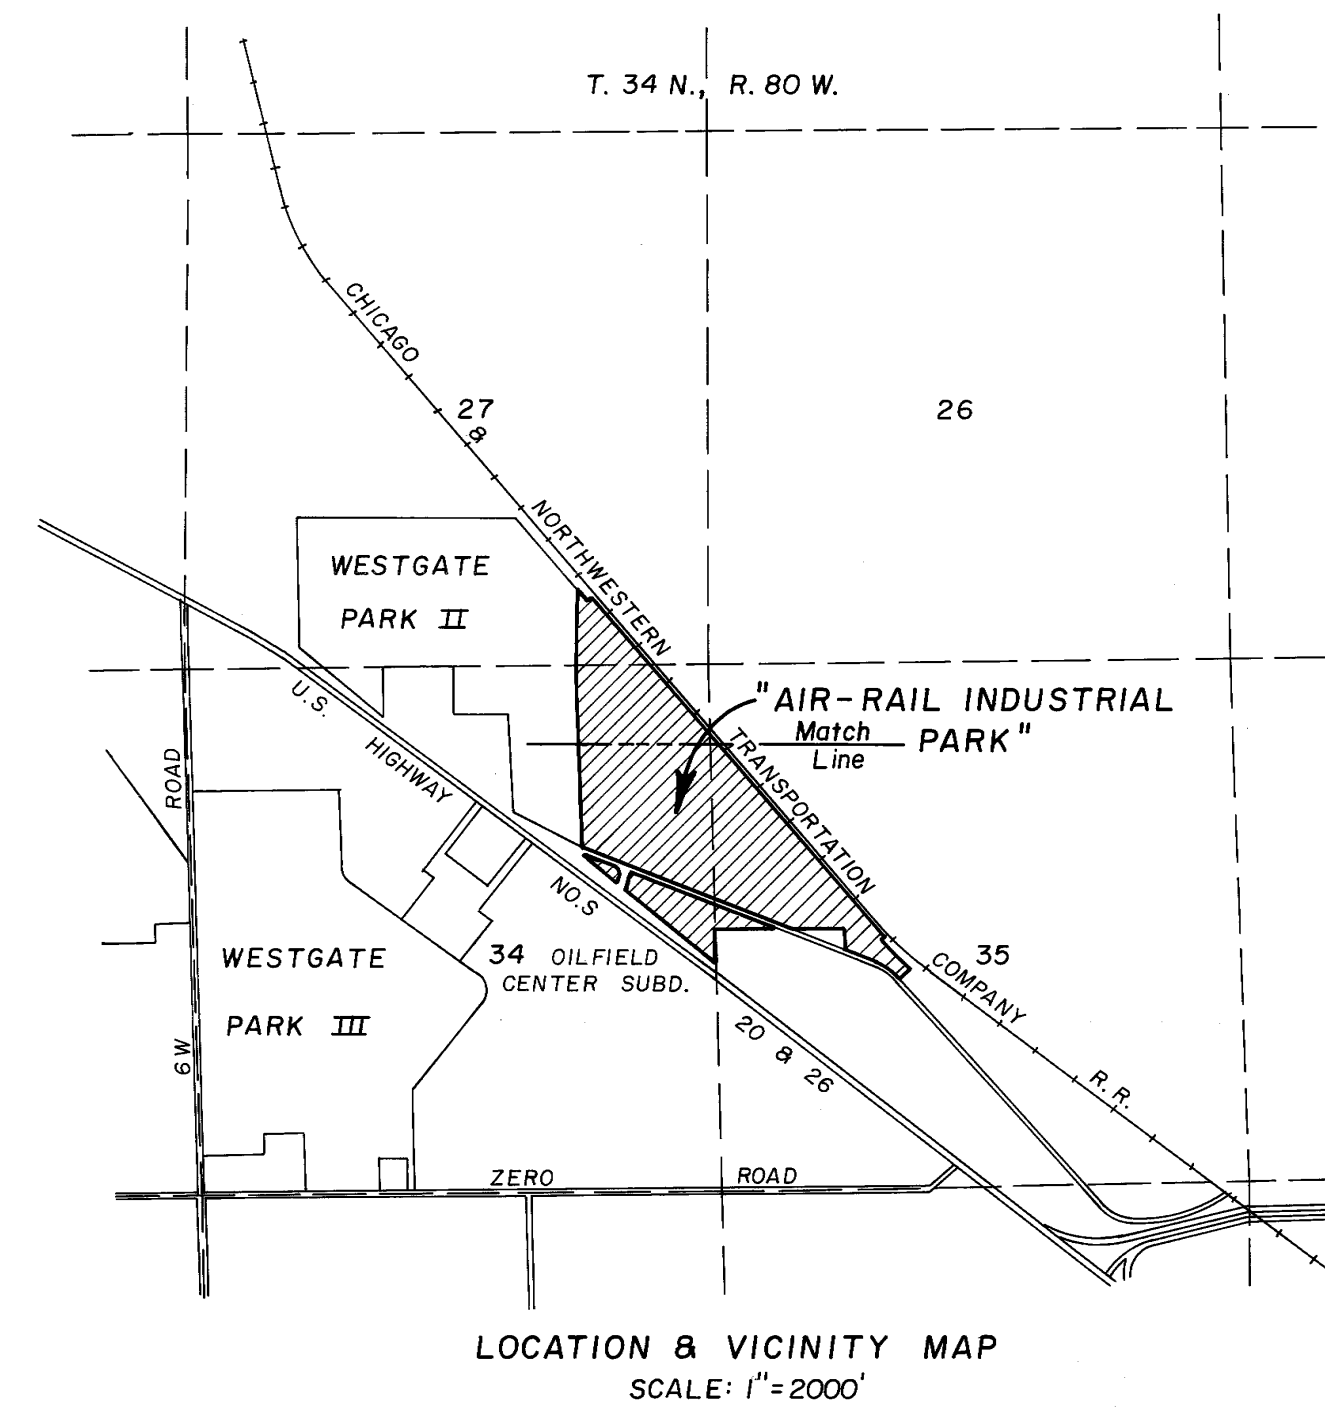 T. 34 N., R. 80 W.
CHICAGO
27
&
26
NORTHWESTERN
WESTGATE
PARK II
U.S.
"AIR-RAIL INDUSTRIAL
PARK"
Match
Line
TRANSPORTATION
HIGHWAY
ROAD
NO.S
34 OILFIELD
CENTER SUBD.
35
COMPANY
WESTGATE
PARK III
6W
20 & 26
R.R.
ZERO ROAD
LOCATION & VICINITY MAP
SCALE: 1"=2000'